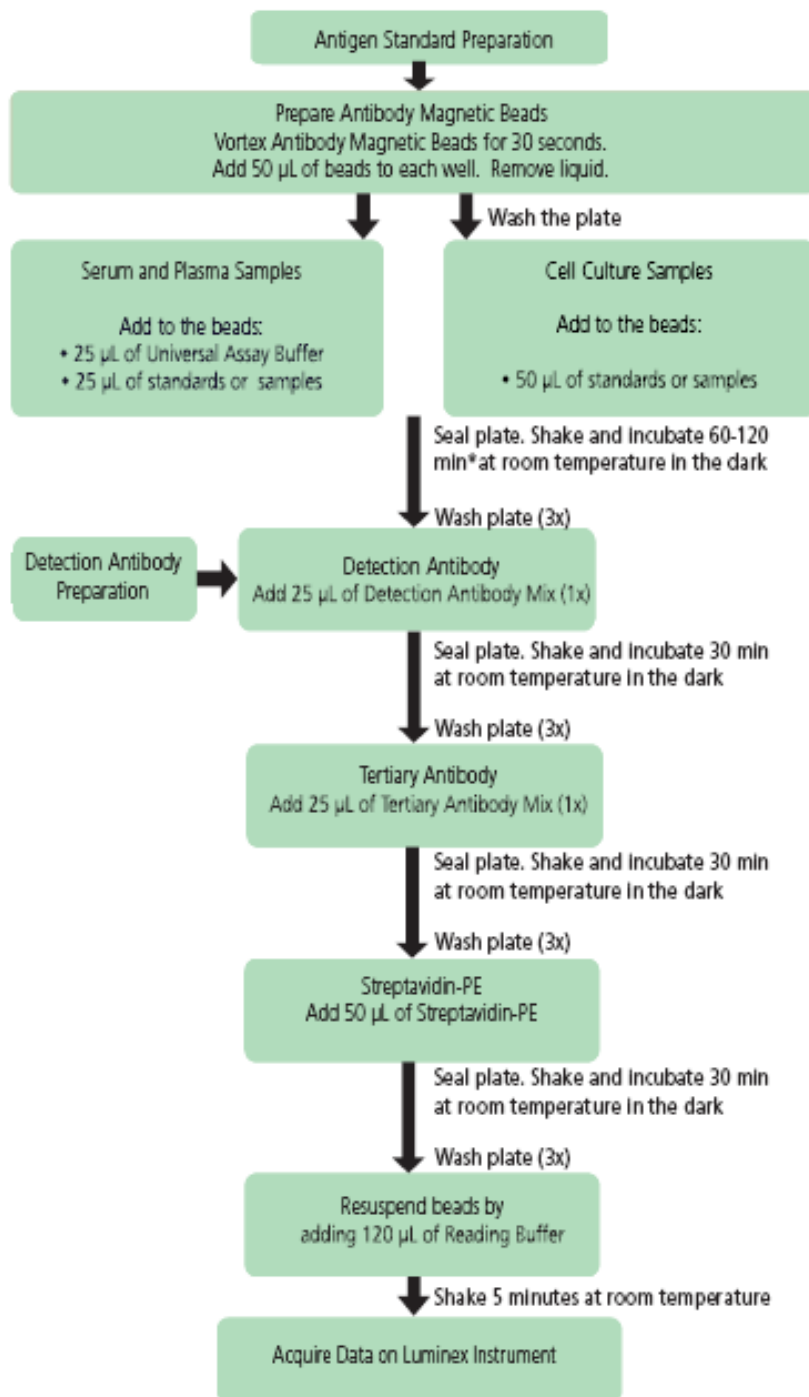 Antigen Standard Preparation
Prepare Antibody Magnetic Beads
Vortex Antibody Magnetic Beads for 30 seconds.
Add 50 µL of beads to each well. Remove liquid.
Wash the plate
Serum and Plasma Samples
Add to the beads:
• 25 µL of Universal Assay Buffer
• 25 µL of standards or samples
Cell Culture Samples
Add to the beads:
• 50 µL of standards or samples
Seal plate. Shake and incubate 60-120
min* at room temperature in the dark
Wash plate (3x)
Detection Antibody
Preparation
Detection Antibody
Add 25 µL of Detection Antibody Mix (1x)
Seal plate. Shake and incubate 30 min
at room temperature in the dark
Wash plate (3x)
Tertiary Antibody
Add 25 µL of Tertiary Antibody Mix (1x)
Seal plate. Shake and incubate 30 min
at room temperature in the dark
Wash plate (3x)
Streptavidin-PE
Add 50 µL of Streptavidin-PE
Seal plate. Shake and incubate 30 min
at room temperature in the dark
Wash plate (3x)
Resuspend beads by
adding 120 µL of Reading Buffer
Shake 5 minutes at room temperature
Acquire Data on Luminex Instrument